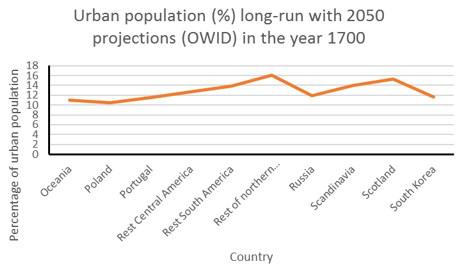 Urban population (%) long-run with 2050
projections (OWID) in the year 1700
Percentage of urban population
18
16
14
12
10
8
6
4
2
0
Oceania
Poland
Portugal
Rest Central America
Rest South America
Rest of northern...
Russia
Scandinavia
Scotland
South Korea
Country